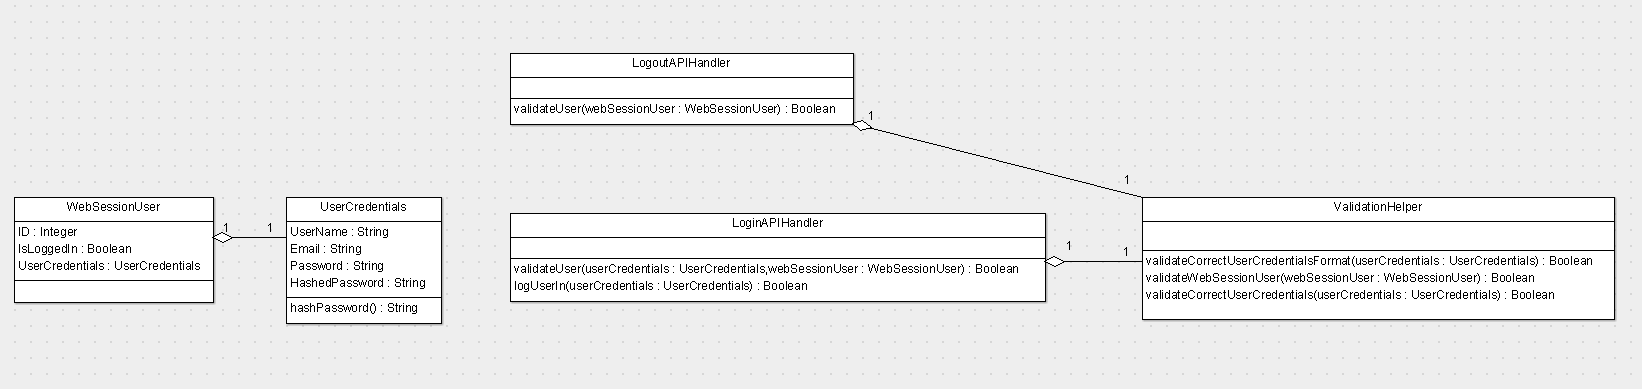 LogoutAPIHandler
validateUser(webSessionUser : WebSessionUser) : Boolean
1
1
WebSessionUser
ID : Integer
IsLoggedIn : Boolean
UserCredentials : UserCredentials
1
1
UserCredentials
UserName : String
Email : String
Password : String
HashedPassword : String
hashPassword() : String
LoginAPIHandler
validateUser(userCredentials : UserCredentials,webSessionUser : WebSessionUser) : Boolean
logUserIn(userCredentials : UserCredentials) : Boolean
1
1
ValidationHelper
validateCorrectUserCredentialsFormat(userCredentials : UserCredentials) : Boolean
validateWebSessionUser(webSessionUser : WebSessionUser) : Boolean
validateCorrectUserCredentials(userCredentials : UserCredentials) : Boolean